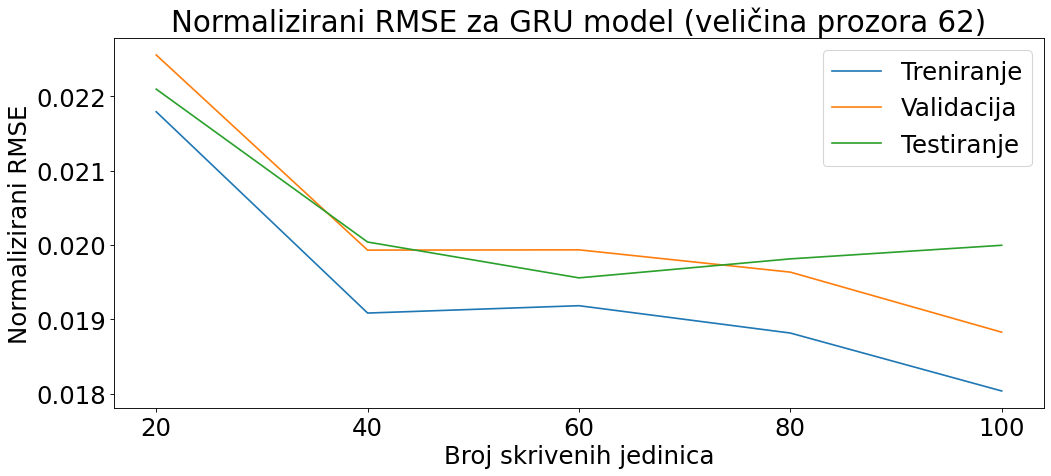 Normalizirani RMSE za GRU model (veličina prozora 62)
Treniranje
Validacija
Testiranje
Normalizirani RMSE
0.022
0.021
0.020
0.019
0.018
20 40 60 80 100
Broj skrivenih jedinica